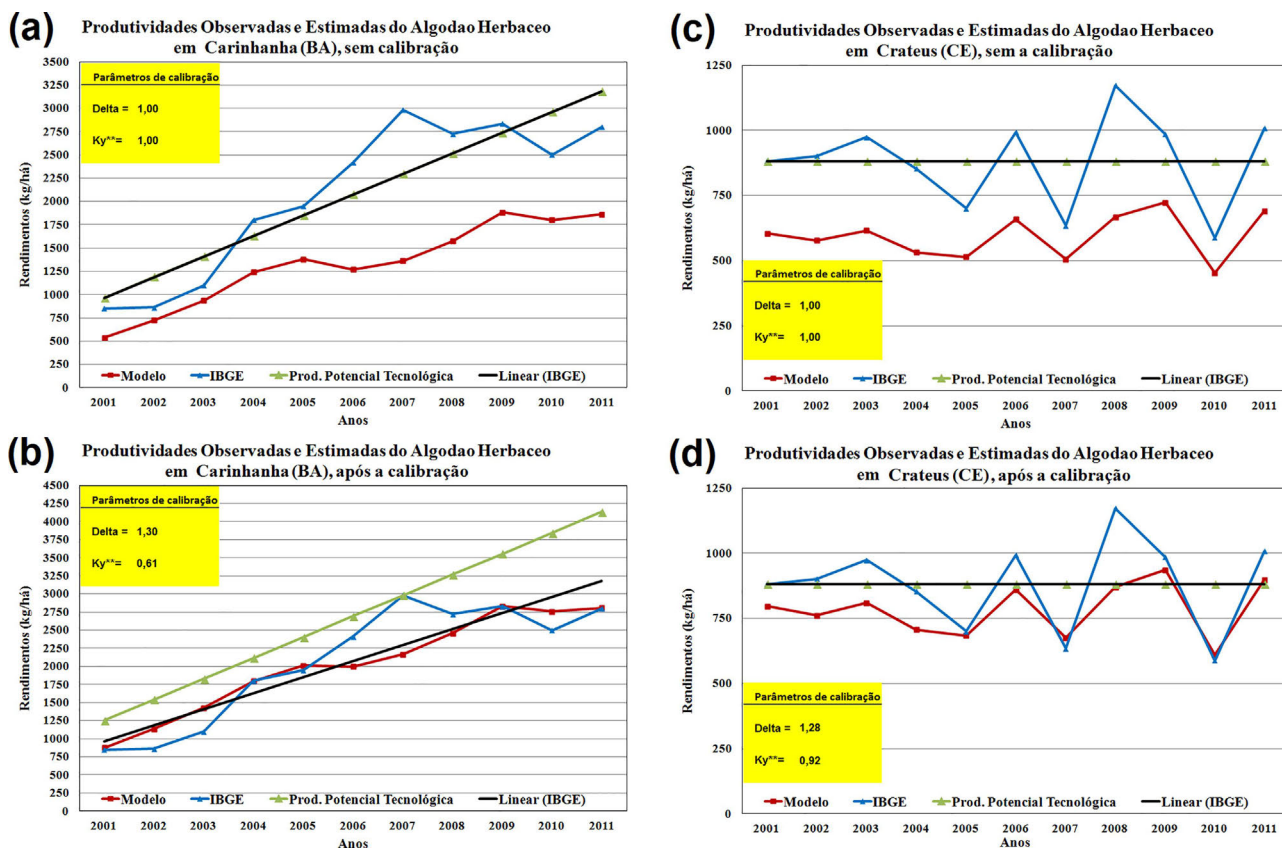 (a)
Produtividades Observadas e Estimadas do Algodao Herbaceo
em Carinhanha (BA), sem calibração
Rendimentos (kg/há)
3500
3250
3000
2750
2500
2250
2000
1750
1500
1250
1000
750
500
250
0
Parâmetros de calibração
Delta = 1,00
Ky**= 1,00
Modelo IBGE Prod. Potencial Tecnológica Linear (IBGE)
2001 2002 2003 2004 2005 2006 2007 2008 2009 2010 2011
Anos
(b)
Produtividades Observadas e Estimadas do Algodao Herbaceo
em Carinhanha (BA), após a calibração
Rendimentos (kg/há)
4500
4250
4000
3750
3500
3250
3000
2750
2500
2250
2000
1750
1500
1250
1000
750
500
250
0
Parâmetros de calibração
Delta = 1,30
Ky**= 0,61
Modelo IBGE Prod. Potencial Tecnológica Linear (IBGE)
2001 2002 2003 2004 2005 2006 2007 2008 2009 2010 2011
Anos
(c)
Produtividades Observadas e Estimadas do Algodao Herbaceo
em Crateus (CE), sem a calibração
Rendimentos (kg/há)
1250
1000
750
500
250
0
Parâmetros de calibração
Delta = 1,00
Ky**= 1,00
Modelo IBGE Prod. Potencial Tecnológica Linear (IBGE)
2001 2002 2003 2004 2005 2006 2007 2008 2009 2010 2011
Anos
(d)
Produtividades Observadas e Estimadas do Algodao Herbaceo
em Crateus (CE), após a calibração
Rendimentos (kg/há)
1250
1000
750
500
250
0
Parâmetros de calibração
Delta = 1,28
Ky**= 0,92
Modelo IBGE Prod. Potencial Tecnológica Linear (IBGE)
2001 2002 2003 2004 2005 2006 2007 2008 2009 2010 2011
Anos